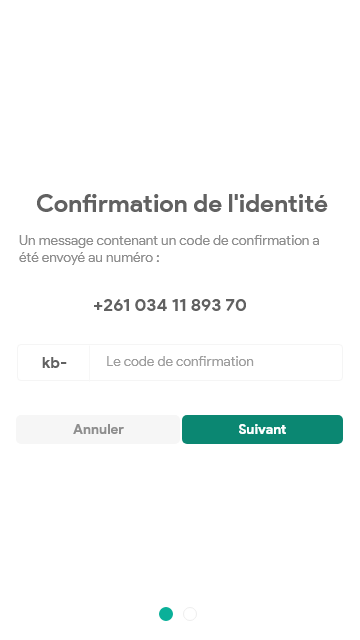 Confirmation de l'identité
Un message contenant un code de confirmation a
été envoyé au numéro :
+261 034 11 893 70
kb- Le code de confirmation
Annuler Suivant